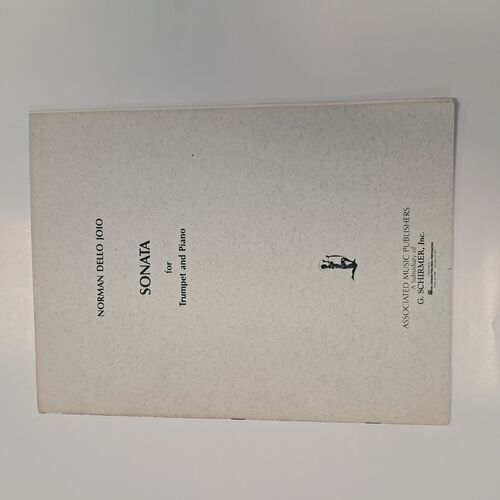 NORMAN DELLO JOIO
SONATA
for
Trumpet and Piano
ASSOCIATED MUSIC PUBLISHERS
A Subsidiary of
G. SCHIRMER, Inc.